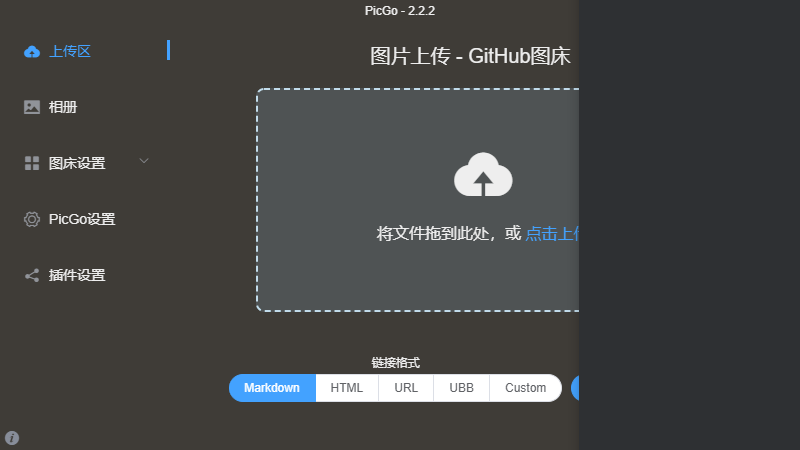 PicGo - 2.2.2
上传区
相册
图床设置
PicGo设置
插件设置
图片上传 - GitHub图床
将文件拖到此处，或 点击上
链接格式
Markdown HTML URL UBB Custom